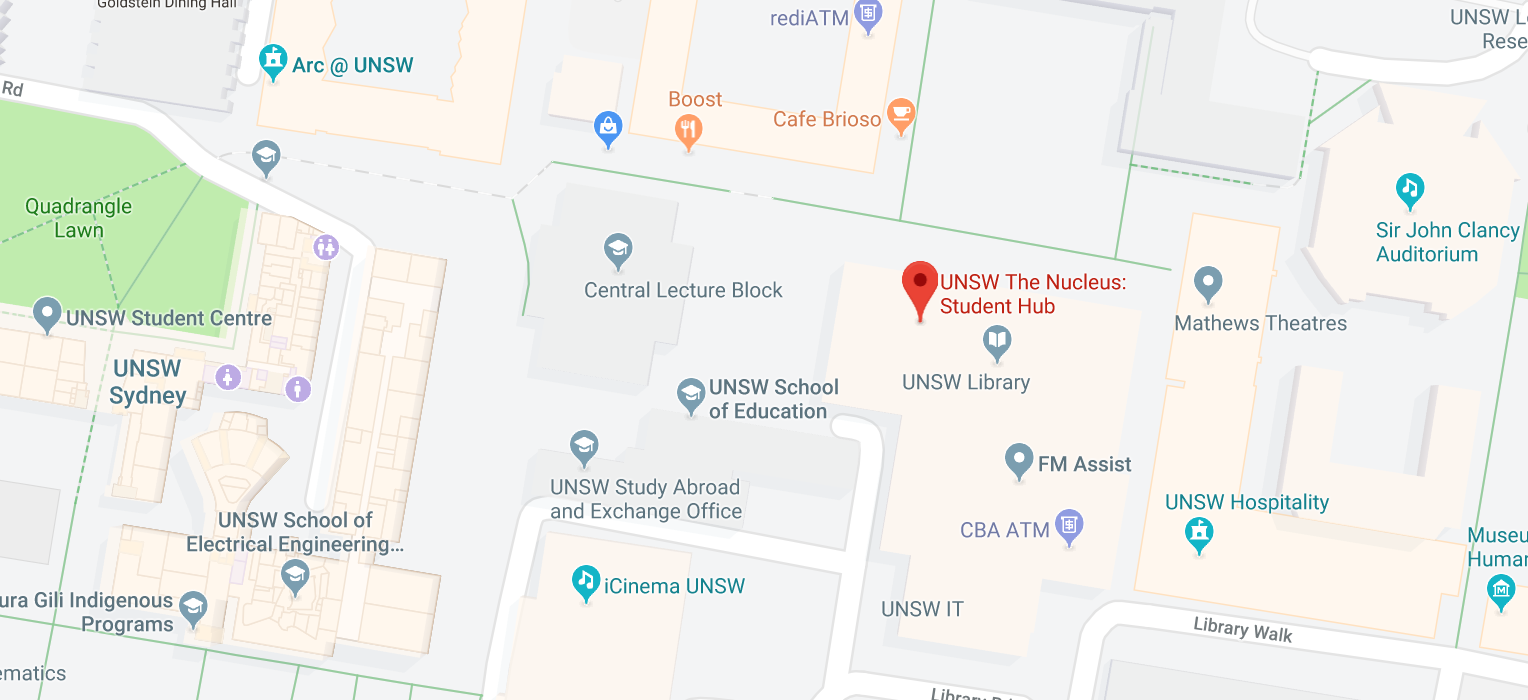 Goldstein Dining Hall
rediATM
UNSW
Rese
Arc @ UNSW
Rd
Boost
Cafe Brioso
Quadrangle
Lawn
Sir John Clancy
Auditorium
Central Lecture Block
UNSW The Nucleus:
Student Hub
UNSW Student Centre
Mathews Theatres
UNSW
Sydney
UNSW Library
UNSW School
of Education
FM Assist
UNSW Study Abroad
and Exchange Office
UNSW Hospitality
UNSW School of
Electrical Engineering...
CBA ATM
Museu
Human
iCinema UNSW
ura Gili Indigenous
Programs
UNSW IT
Library Walk
ematics
Library